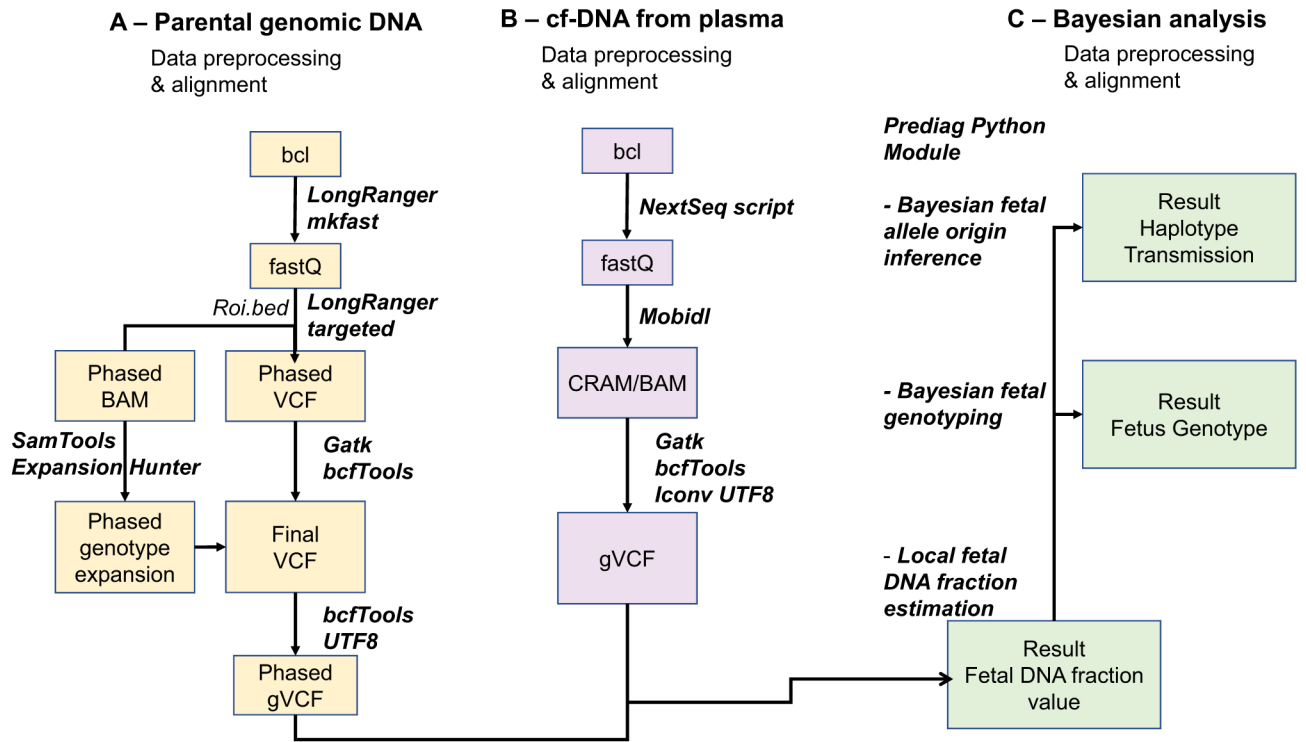 A – Parental genomic DNA
Data preprocessing
& alignment
bcl
LongRanger
mkfast
fastQ
Roi.bed
LongRanger
targeted
Phased
BAM
Phased
VCF
SamTools
Expansion Hunter
Gatk
bcfTools
Phased
genotype
expansion
Final
VCF
bcfTools
UTF8
Phased
gVCF
B – cf-DNA from plasma
Data preprocessing
& alignment
bcl
NextSeq script
fastQ
MobidI
CRAM/BAM
Gatk
bcfTools
Iconv UTF8
gVCF
C – Bayesian analysis
Data preprocessing
& alignment
Prediag Python
Module
- Bayesian fetal
allele origin
inference
Result
Haplotype
Transmission
- Bayesian fetal
genotyping
Result
Fetus Genotype
- Local fetal
DNA fraction
estimation
Result
Fetal DNA fraction
value